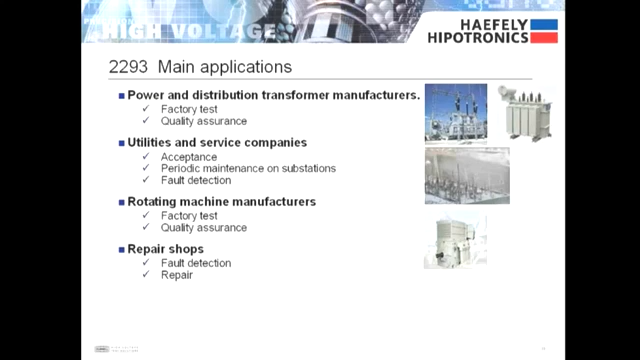 HIGH VOLTAGE
HAEFELY
HIPOTRONICS
2293 Main applications
Power and distribution transformer manufacturers.
✓ Factory test
✓ Quality assurance
Utilities and service companies
✓ Acceptance
✓ Periodic maintenance on substations
✓ Fault detection
Rotating machine manufacturers
✓ Factory test
✓ Quality assurance
Repair shops
✓ Fault detection
✓ Repair